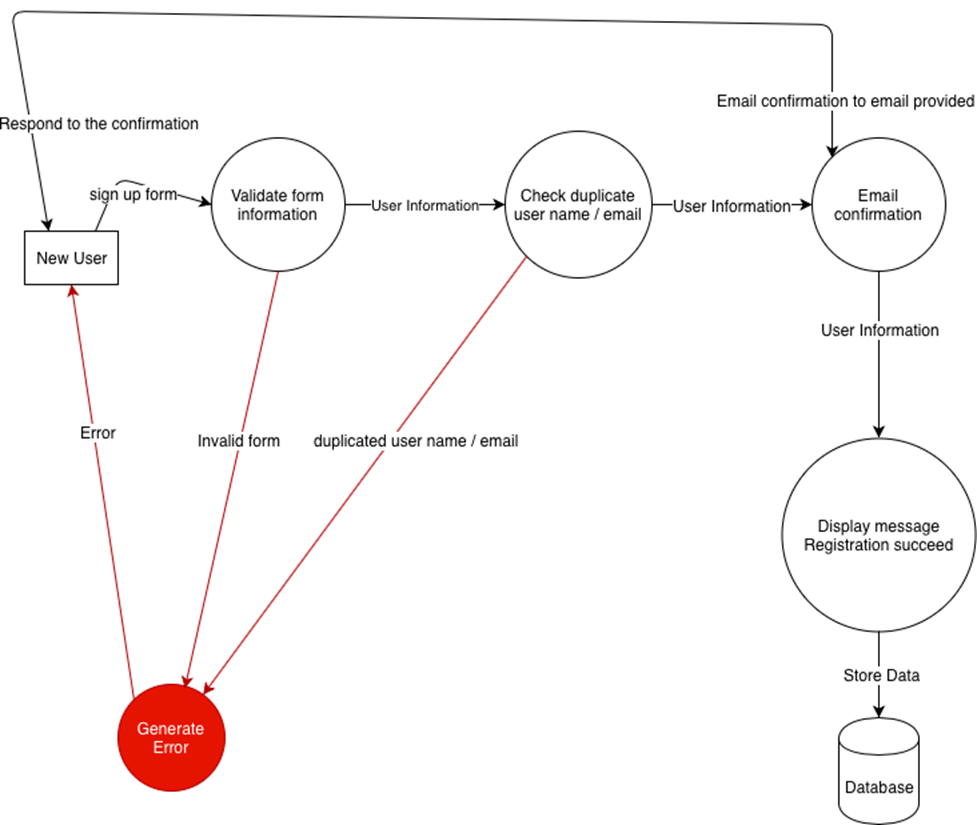 Email confirmation to email provided
Respond to the confirmation
sign up form
Validate form
information
User Information
Check duplicate
user name / email
User Information
Email
confirmation
New User
User Information
Error
Invalid form
duplicated user name / email
Display message
Registration succeed
Store Data
Generate
Error
Database